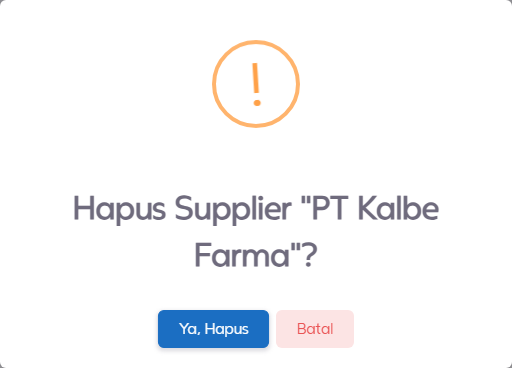 !
Hapus Supplier "PT Kalbe
Farma"?
Ya, Hapus
Batal